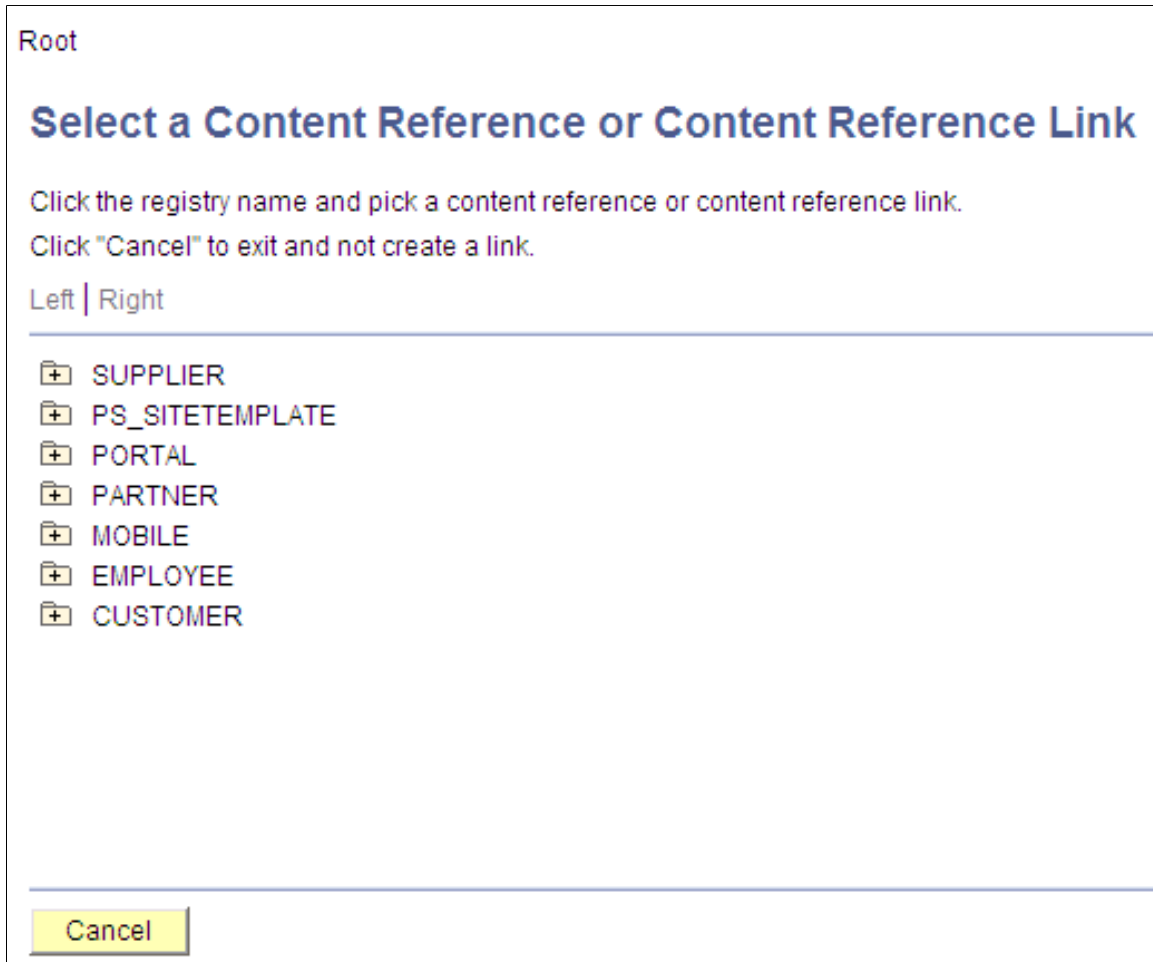 Root
Select a Content Reference or Content Reference Link
Click the registry name and pick a content reference or content reference link.
Click "Cancel" to exit and not create a link.
Left | Right
SUPPLIER
PS_SITETEMPLATE
PORTAL
PARTNER
MOBILE
EMPLOYEE
CUSTOMER
Cancel